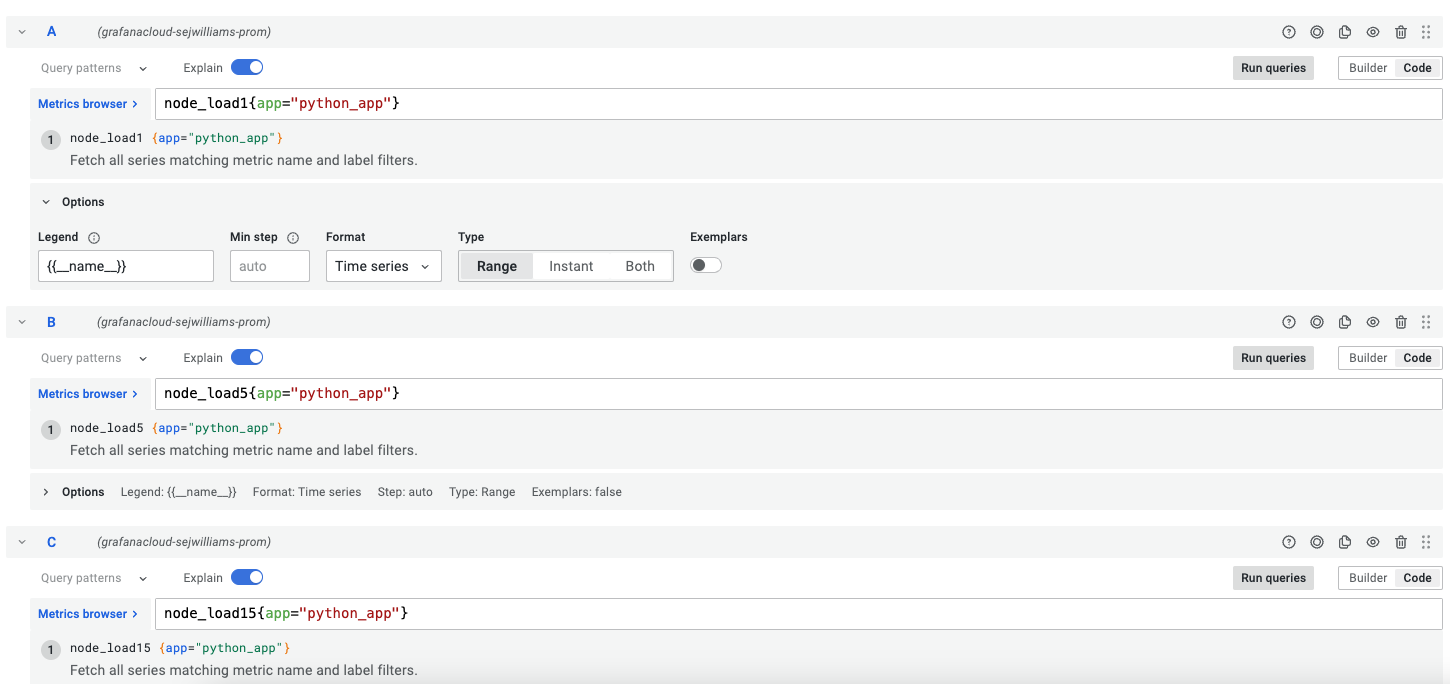 A (grafanacloud-sejwilliams-prom)
Query patterns Explain Run queries Builder Code
Metrics browser > node_load1{app="python_app"}
1 node_load1 {app="python_app"}
Fetch all series matching metric name and label filters.
Options
Legend Min step Format Type Exemplars
{{__name__}} auto Time series Range Instant Both
B (grafanacloud-sejwilliams-prom)
Query patterns Explain Run queries Builder Code
Metrics browser > node_load5{app="python_app"}
1 node_load5 {app="python_app"}
Fetch all series matching metric name and label filters.
Options Legend: {{__name__}} Format: Time series Step: auto Type: Range Exemplars: false
C (grafanacloud-sejwilliams-prom)
Query patterns Explain Run queries Builder Code
Metrics browser > node_load15{app="python_app"}
1 node_load15 {app="python_app"}
Fetch all series matching metric name and label filters.